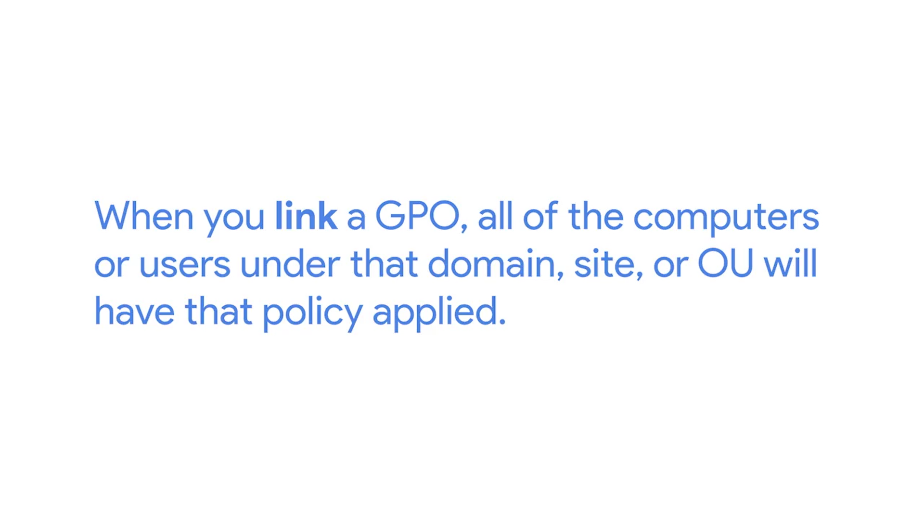 When you link a GPO, all of the computers
or users under that domain, site, or OU will
have that policy applied.